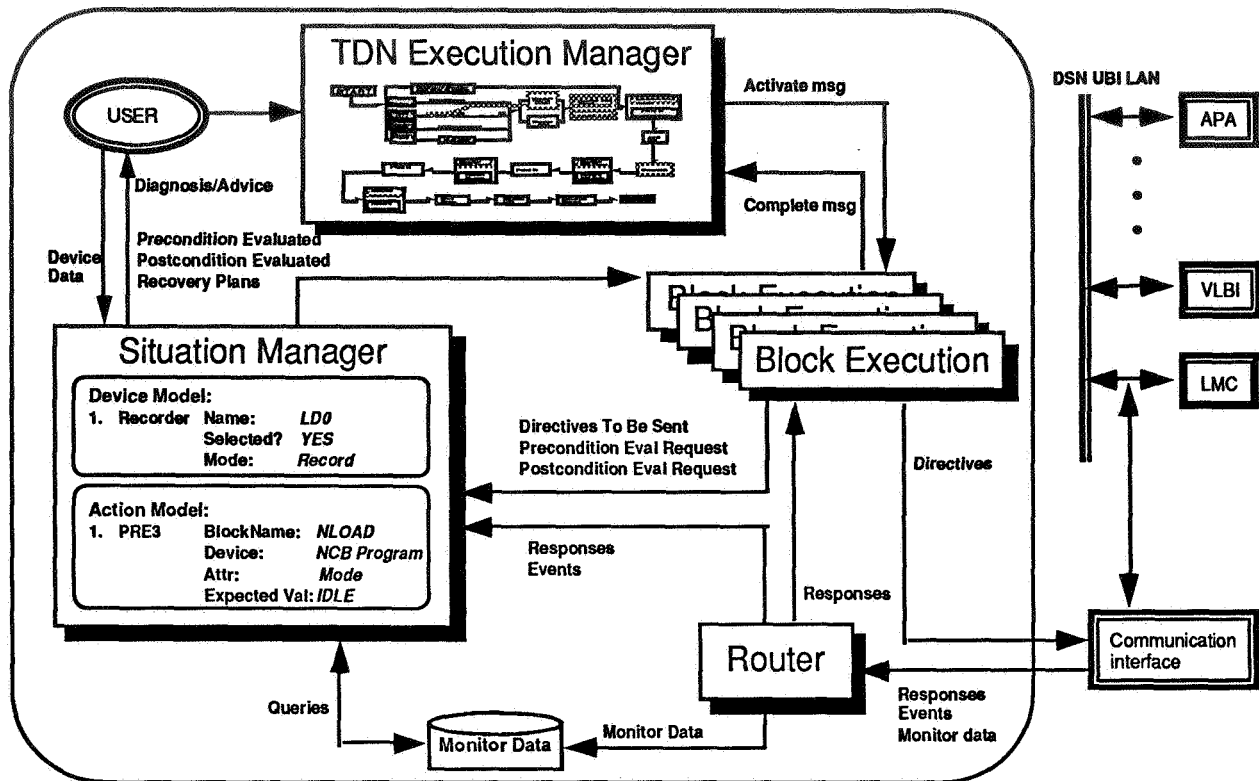 TDN Execution Manager
START
USER
Activate msg
DSN UBI LAN
APA
Diagnosis/Advice
Complete msg
Device
Data
Precondition Evaluated
Postcondition Evaluated
Recovery Plans
VLBI
Situation Manager
Block Execution
LMC
Device Model:
1. Recorder Name: LD0
Selected? YES
Mode: Record
Directives To Be Sent
Precondition Eval Request
Postcondition Eval Request
Directives
Action Model:
1. PRE3 BlockName: NLOAD
Device: NCB Program
Attr: Mode
Expected Val: IDLE
Responses
Events
Responses
Router
Communication
interface
Queries
Monitor Data
Monitor Data
Responses
Events
Monitor data